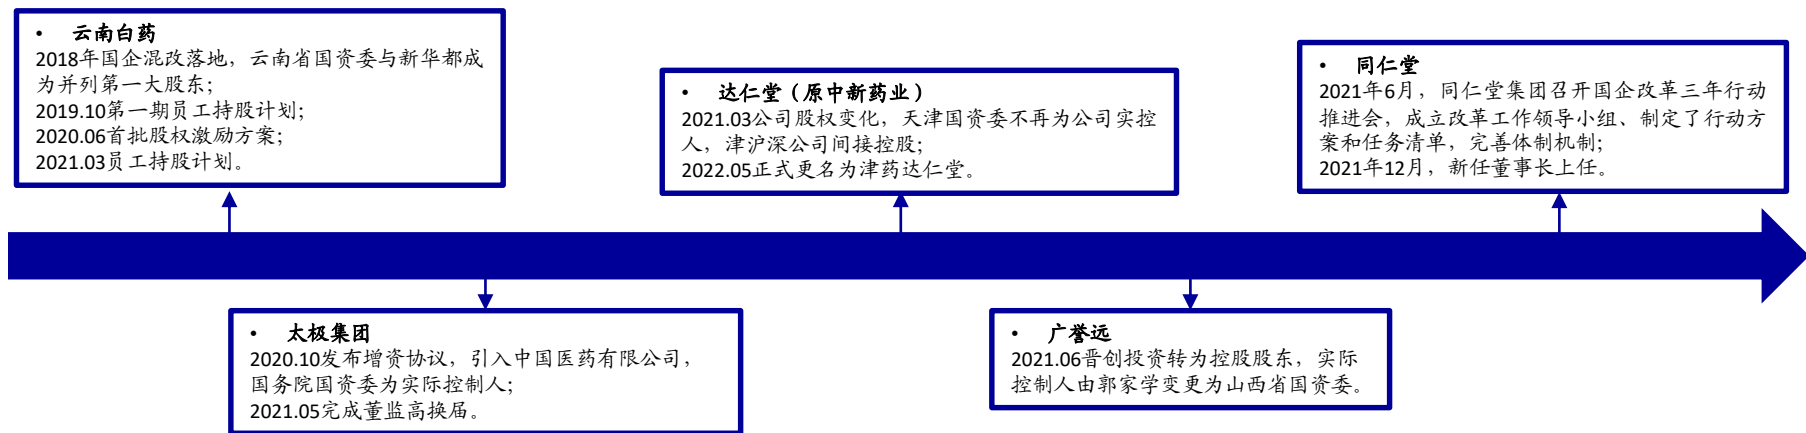 • 云南白药
2018年国企混改落地，云南省国资委与新华都成
为并列第一大股东；
2019.10第一期员工持股计划；
2020.06首批股权激励方案；
2021.03员工持股计划。
• 太极集团
2020.10发布增资协议，引入中国医药有限公司，
国务院国资委为实际控制人；
2021.05完成董监高换届。
• 达仁堂（原中新药业）
2021.03公司股权变化，天津国资委不再为公司实控
人，津沪深公司间接控股；
2022.05正式更名为津药达仁堂。
• 广誉远
2021.06晋创投资转为控股股东，实际
控制人由郭家学变更为山西省国资委。
• 同仁堂
2021年6月，同仁堂集团召开国企改革三年行动
推进会，成立改革工作领导小组、制定了行动方
案和任务清单，完善体制机制；
2021年12月，新任董事长上任。